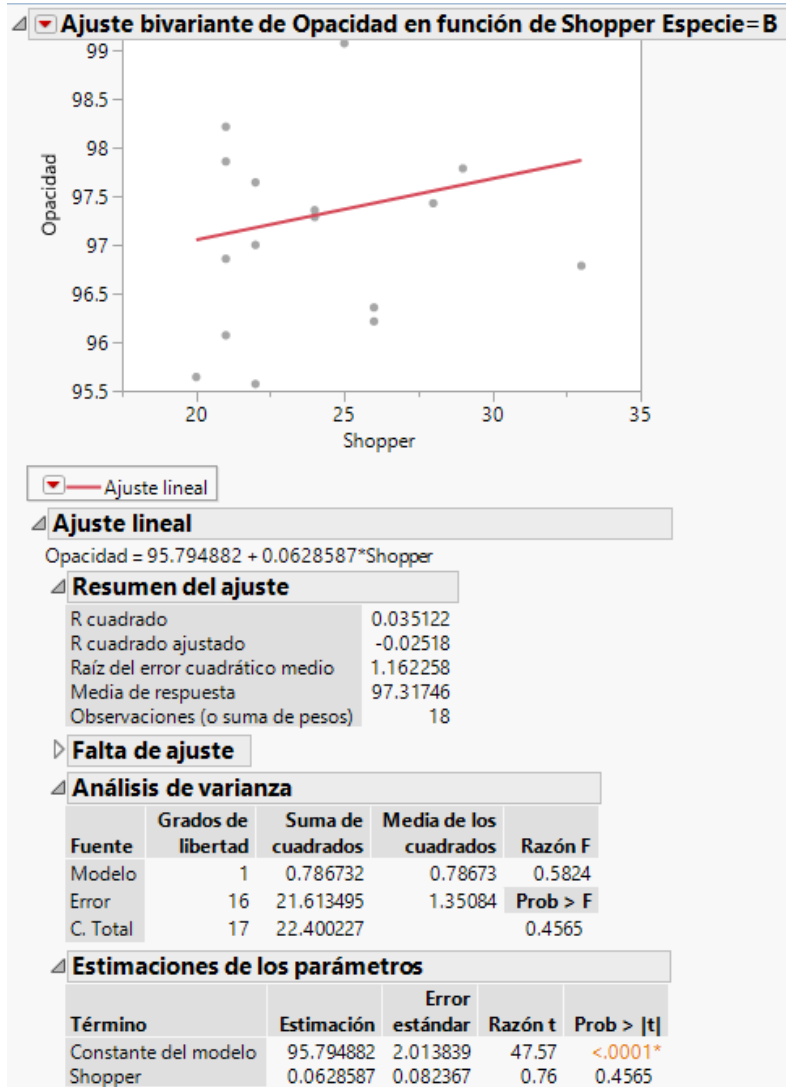 Ajuste bivariante de Opacidad en función de Shopper Especie=B
99
98.5
98
97.5
97
96.5
96
95.5
Opacidad
20 25 30 35
Shopper
Ajuste lineal
Ajuste lineal
Opacidad = 95.794882 + 0.0628587*Shopper
Resumen del ajuste
R cuadrado 0.035122
R cuadrado ajustado -0.02518
Raíz del error cuadrático medio 1.162258
Media de respuesta 97.31746
Observaciones (o suma de pesos) 18
Falta de ajuste
Análisis de varianza
Grados de Suma de Media de los
Fuente libertad cuadrados cuadrados Razón F
Modelo 1 0.786732 0.78673 0.5824
Error 16 21.613495 1.35084 Prob > F
C. Total 17 22.400227 0.4565
Estimaciones de los parámetros
Error
Término Estimación estándar Razón t Prob > |t|
Constante del modelo 95.794882 2.013839 47.57 <.0001*
Shopper 0.0628587 0.082367 0.76 0.4565